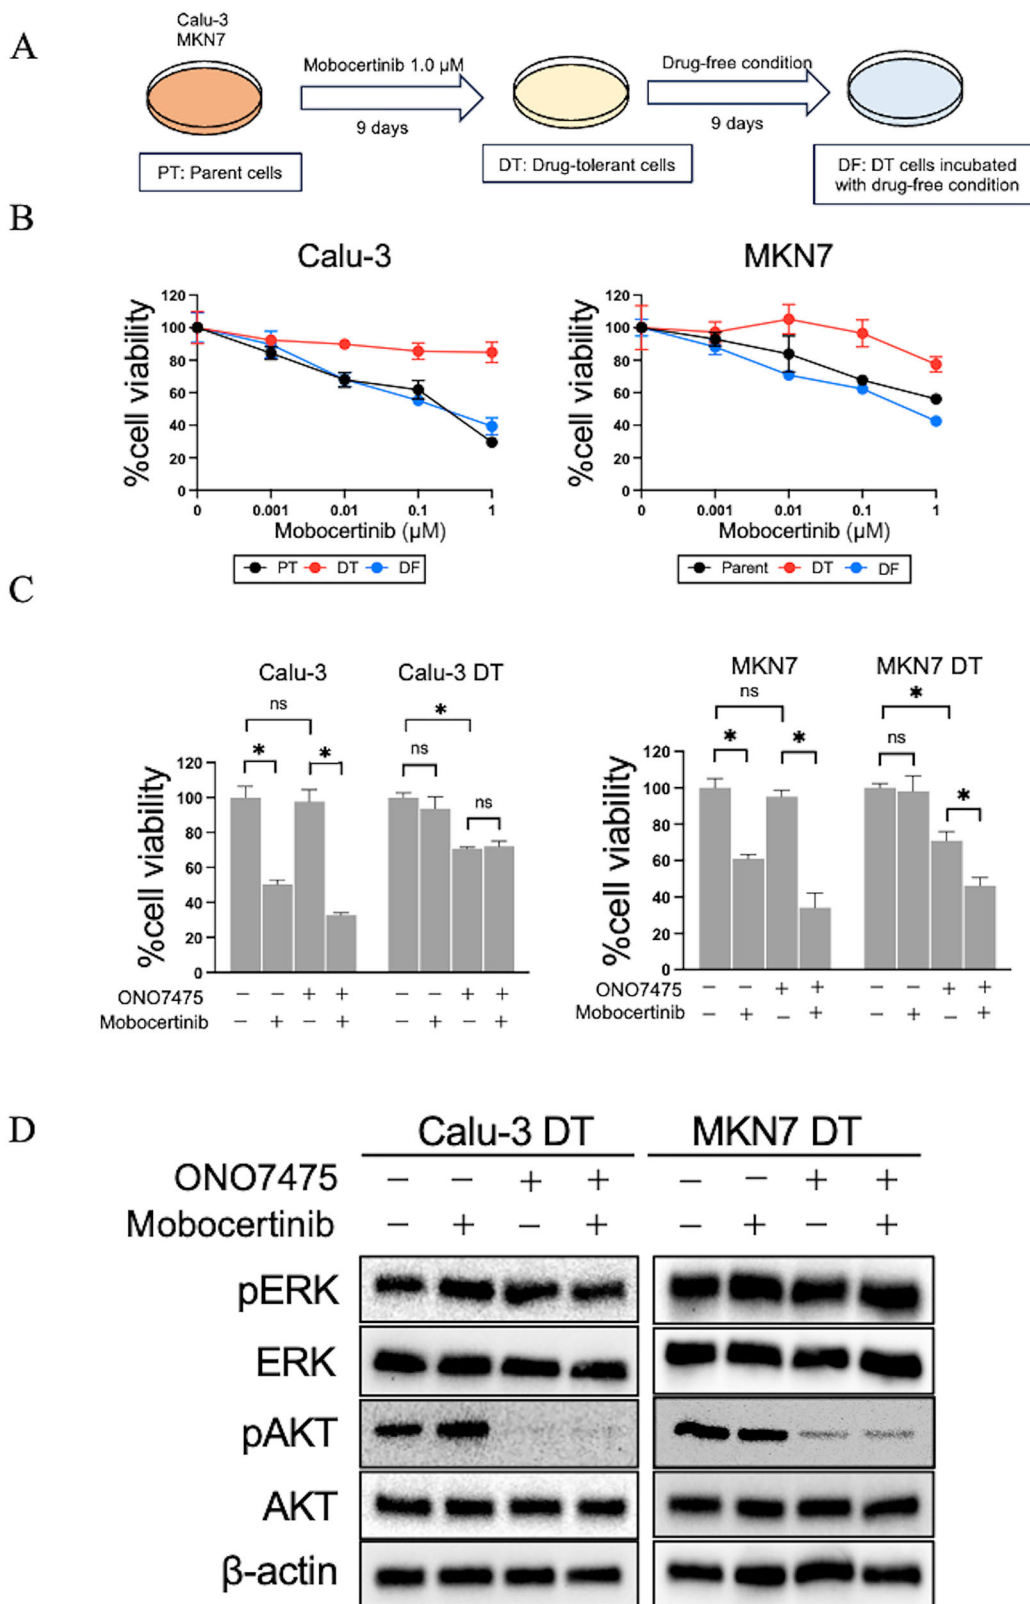 A
Calu-3
MKN7
Mobocertinib 1.0 µM
9 days
Drug-free condition
9 days
PT: Parent cells
DT: Drug-tolerant cells
DF: DT cells incubated
with drug-free condition
B
Calu-3
%cell viability
120
100
80
60
40
20
0
0 0.001 0.01 0.1 1
Mobocertinib (µM)
PT DT DF
MKN7
%cell viability
120
100
80
60
40
20
0
0 0.001 0.01 0.1 1
Mobocertinib (µM)
Parent DT DF
C
Calu-3 Calu-3 DT
ns
* *
*
ns
ns
%cell viability
120
100
80
60
40
20
0
ONO7475 − − + + − − + +
Mobocertinib − + − + − + − +
MKN7 MKN7 DT
ns
* *
*
ns
*
%cell viability
120
100
80
60
40
20
0
ONO7475 − − + + − − + +
Mobocertinib − + − + − + − +
D
Calu-3 DT MKN7 DT
ONO7475 − − + + − − + +
Mobocertinib − + − + − + − +
pERK
ERK
pAKT
AKT
β-actin